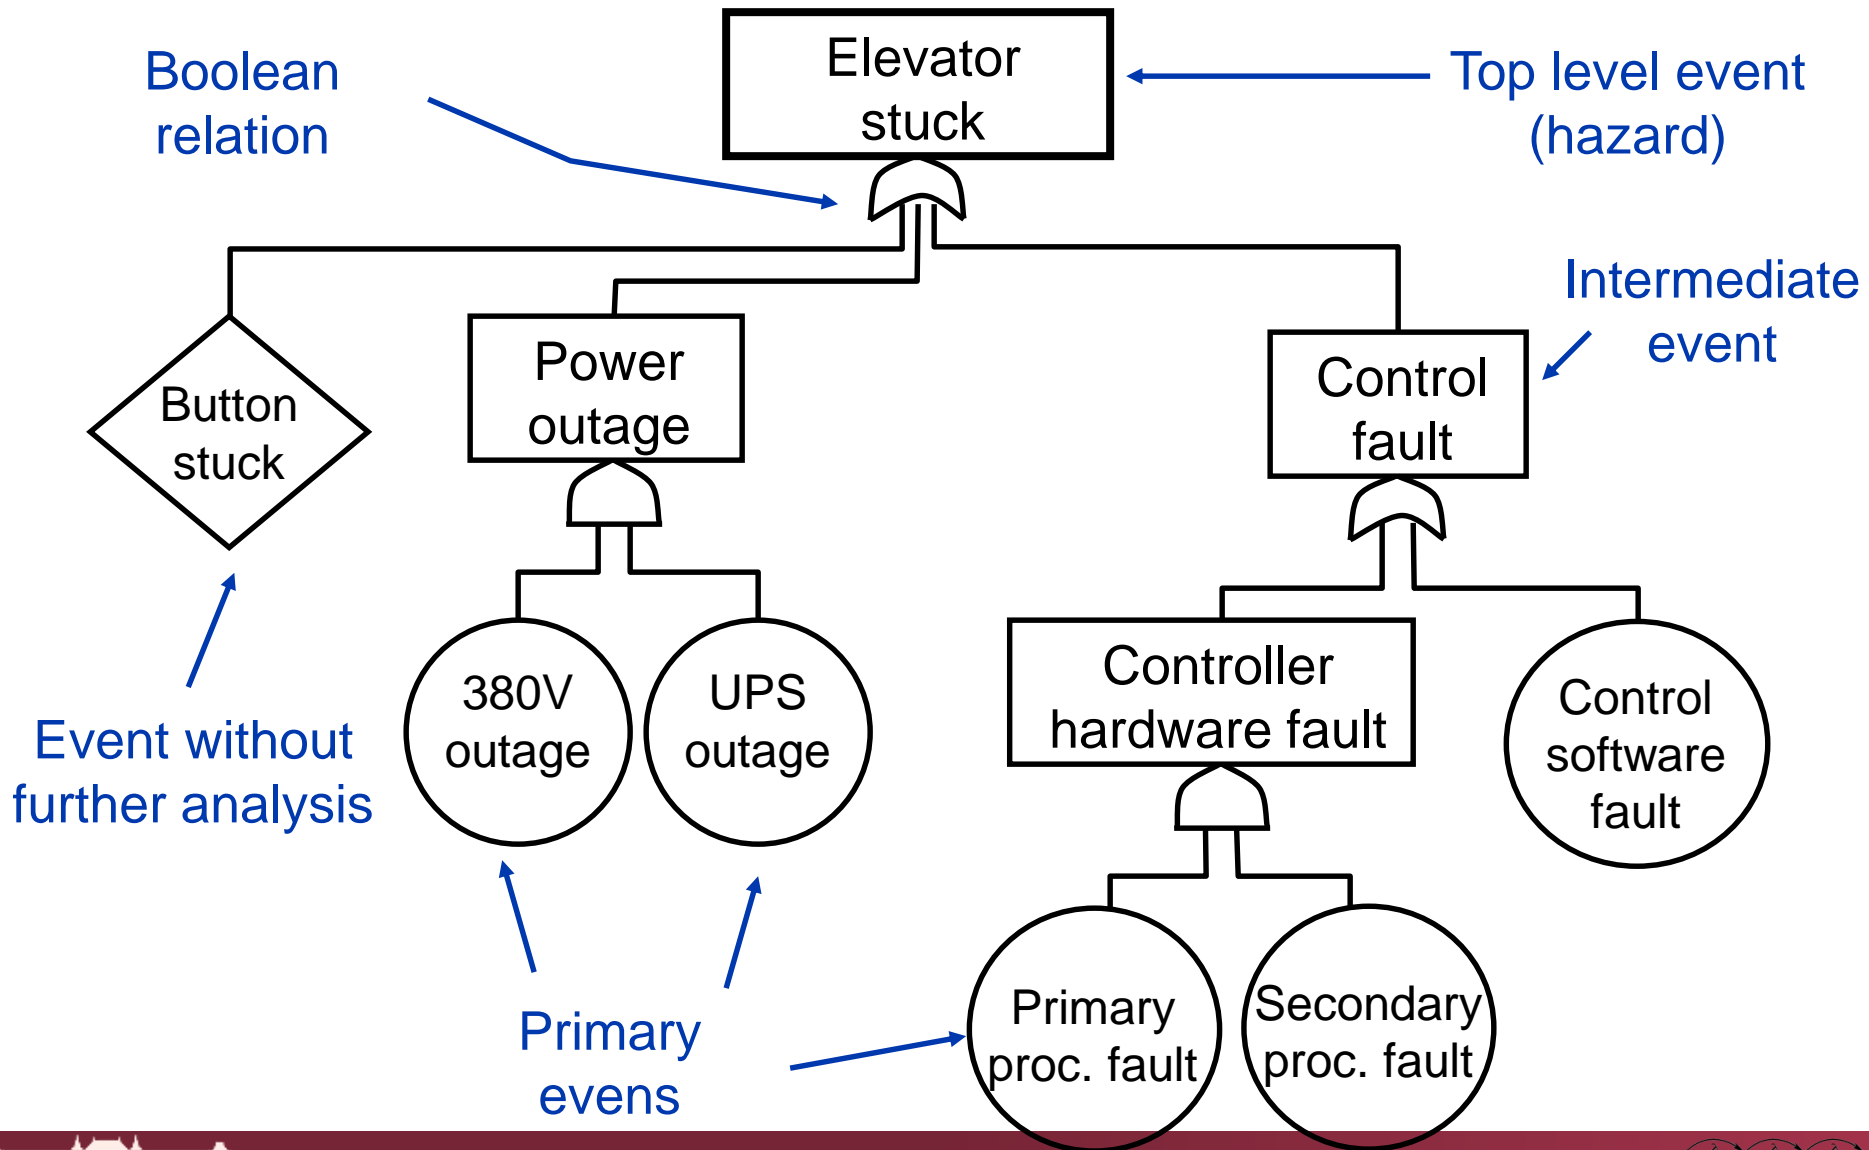 Elevator
stuck
Boolean
relation
Top level event
(hazard)
Intermediate
event
Button
stuck
Power
outage
Control
fault
380V
outage
UPS
outage
Controller
hardware fault
Control
software
fault
Event without
further analysis
Primary
proc. fault
Secondary
proc. fault
Primary
evens